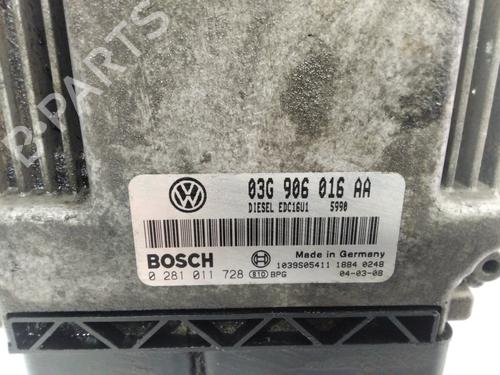 B-PARTS
03G 906 016 AA
DIESEL EDC16U1 5990
BOSCH Made in Germany
0 281 011 728 S1D BPG 1039S05411 1884 0248
04-03-08